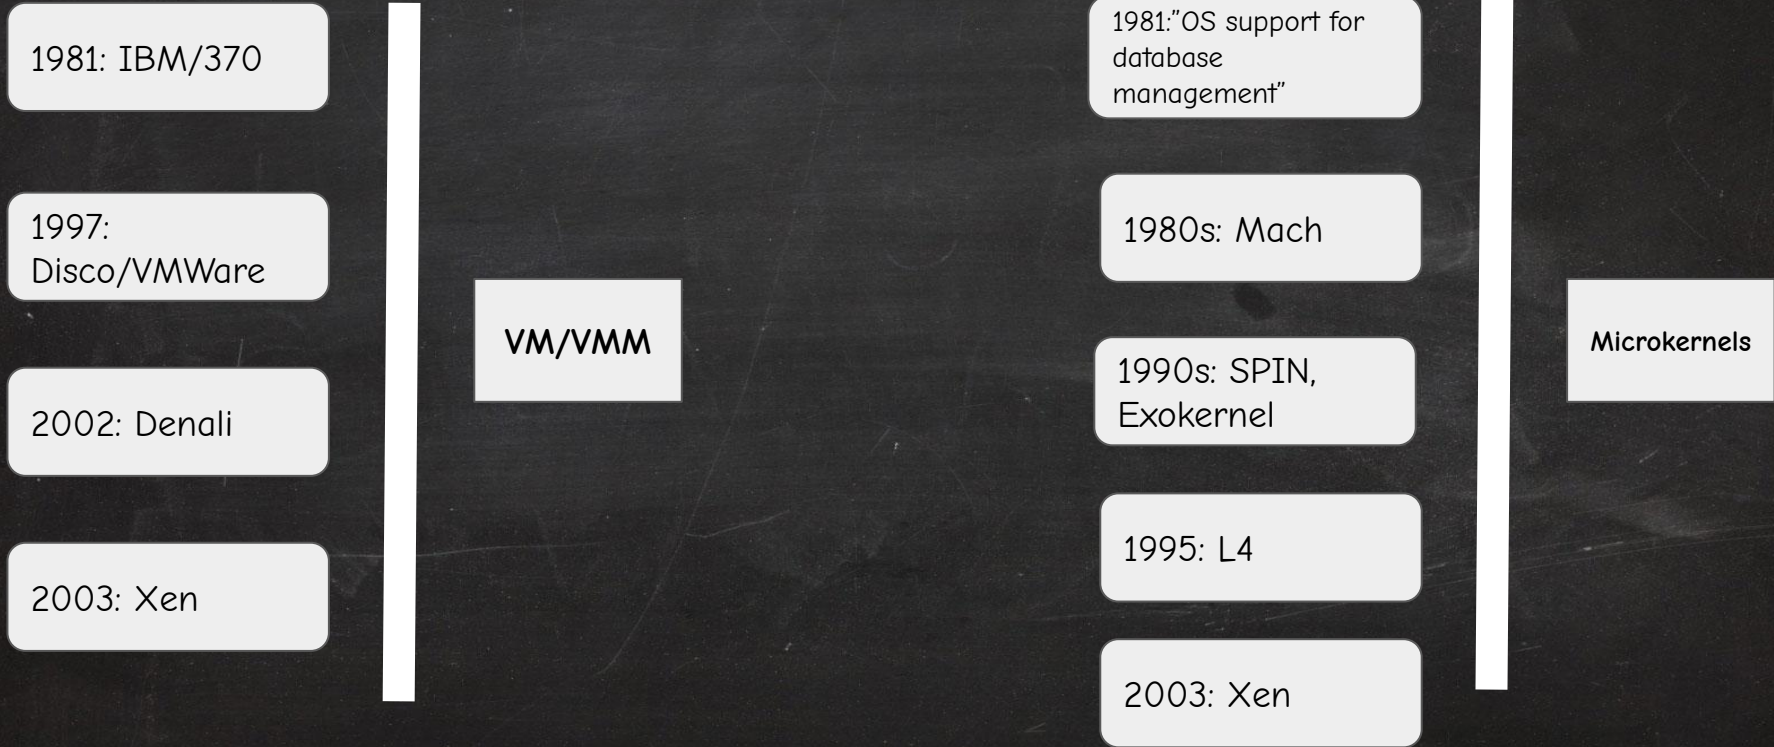 1981: IBM/370
1997:
Disco/VMWare
2002: Denali
2003: Xen
VM/VMM
1981:”OS support for
database
management”
1980s: Mach
1990s: SPIN,
Exokernel
1995: L4
2003: Xen
Microkernels